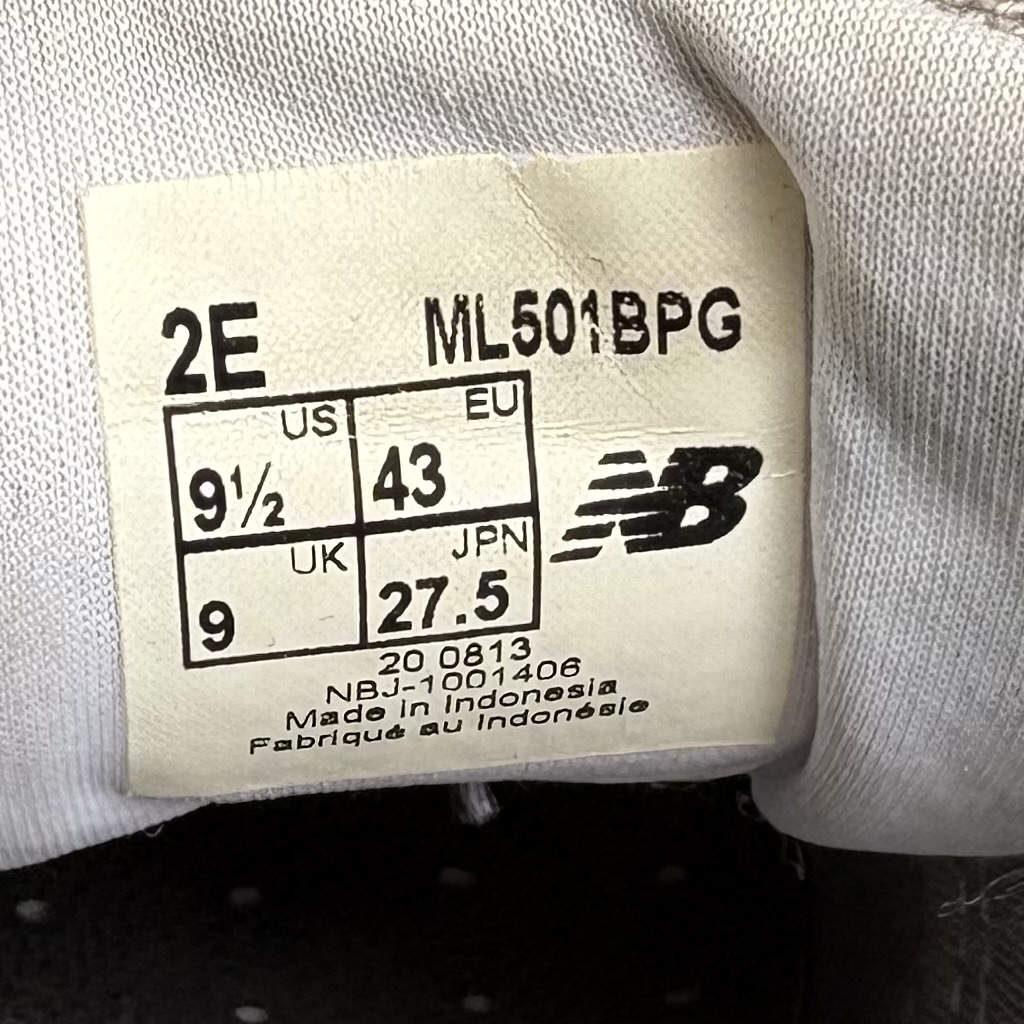 2E ML501BPG
US EU
9½ 43
UK JPN
9 27.5
NB
20 0813
NBJ-1001406
Made in Indonesia
Fabriqué au Indonésie